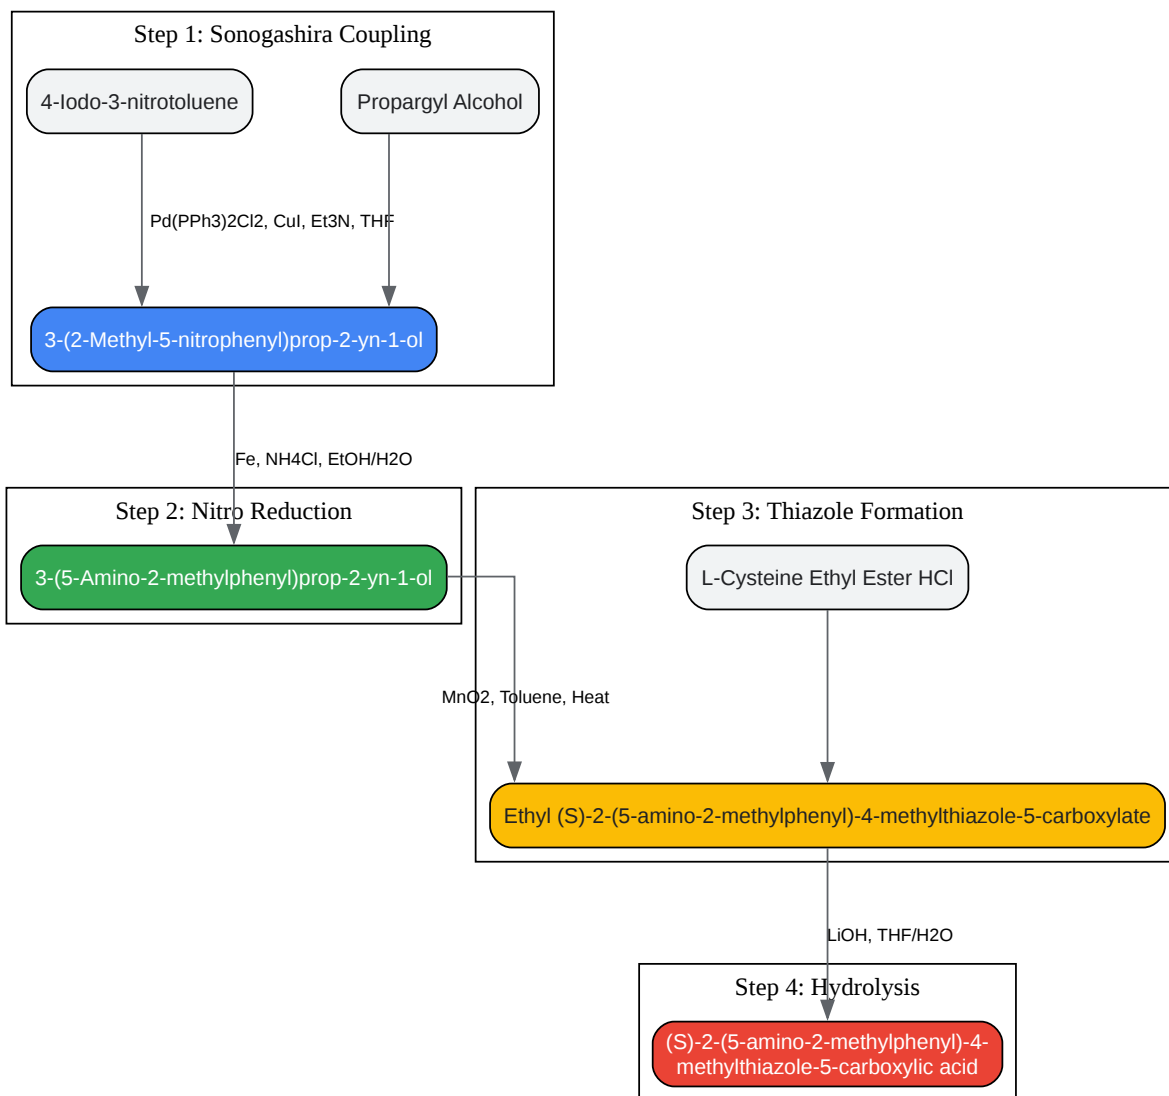 Step 1: Sonogashira Coupling
4-Iodo-3-nitrotoluene
Propargyl Alcohol
Pd(PPh3)2Cl2, CuI, Et3N, THF
3-(2-Methyl-5-nitrophenyl)prop-2-yn-1-ol
Fe, NH4Cl, EtOH/H2O
Step 2: Nitro Reduction
3-(5-Amino-2-methylphenyl)prop-2-yn-1-ol
Step 3: Thiazole Formation
L-Cysteine Ethyl Ester HCl
MnO2, Toluene, Heat
Ethyl (S)-2-(5-amino-2-methylphenyl)-4-methylthiazole-5-carboxylate
LiOH, THF/H2O
Step 4: Hydrolysis
(S)-2-(5-amino-2-methylphenyl)-4-
methylthiazole-5-carboxylic acid